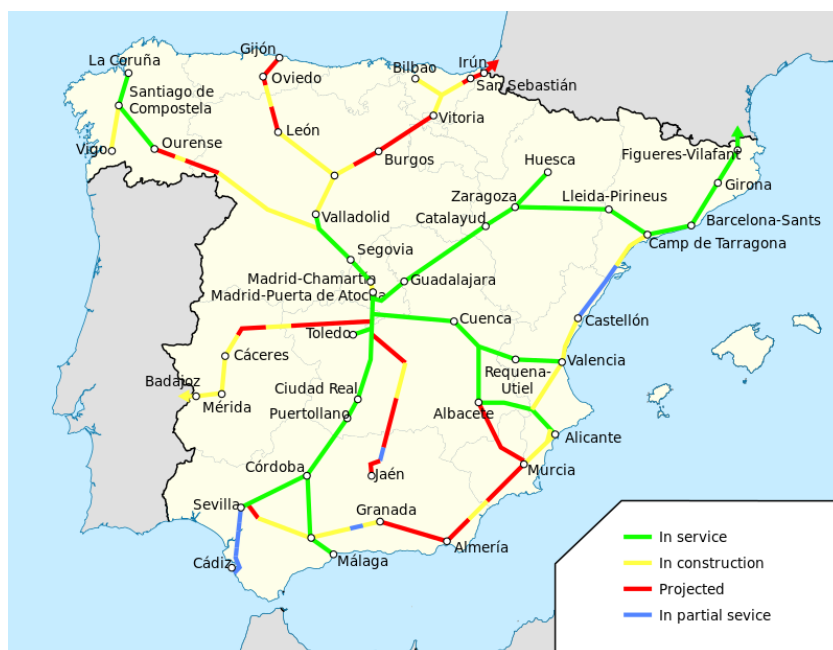 Gijón
La Coruña
Oviedo
Bilbao
Irún
San Sebastián
Santiago de
Compostela
León
Vitoria
Vigo
Ourense
Burgos
Huesca
Figueres-Vilafant
Zaragoza
Lleida-Pirineus
Girona
Valladolid
Catalayud
Barcelona-Sants
Camp de Tarragona
Segovia
Madrid-Chamartín
Guadalajara
Madrid-Puerta de Atocha
Toledo
Cuenca
Castellón
Cáceres
Requena-
Utiel
Valencia
Badajoz
Mérida
Ciudad Real
Puertollano
Albacete
Alicante
Córdoba
Jaén
Murcia
Sevilla
Granada
Almería
Cádiz
Málaga
In service
In construction
Projected
In partial sevice